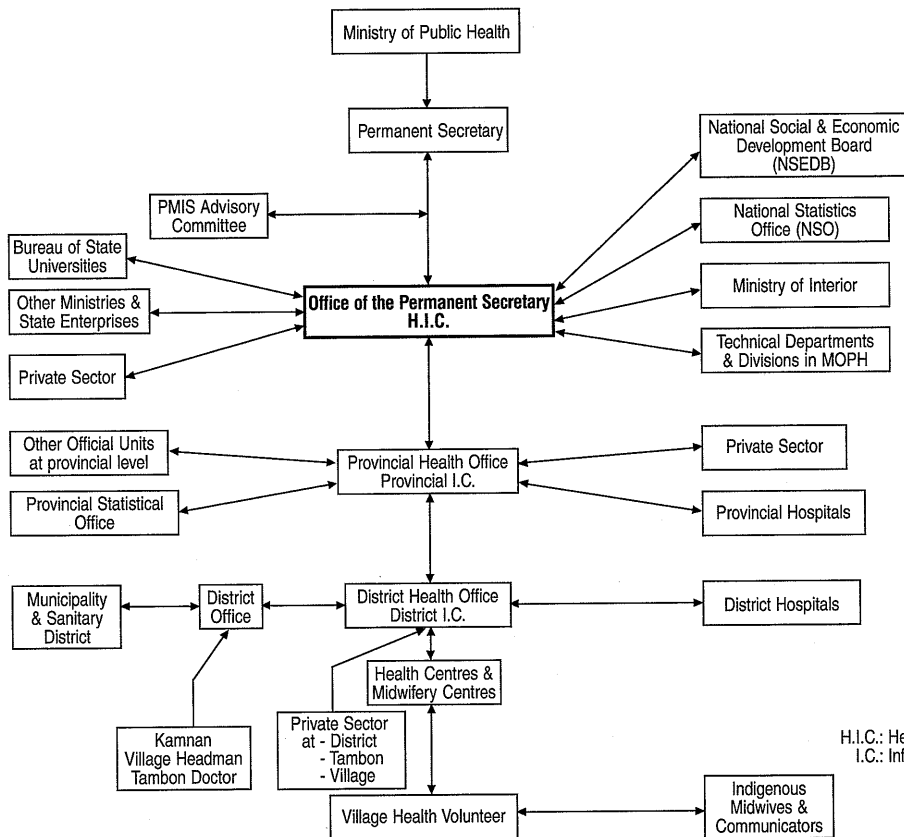 Ministry of Public Health
Permanent Secretary
National Social & Economic
Development Board
(NSEDB)
PMIS Advisory
Committee
National Statistics
Office (NSO)
Bureau of State
Universities
Office of the Permanent Secretary
H.I.C.
Ministry of Interior
Other Ministries &
State Enterprises
Technical Departments
& Divisions in MOPH
Private Sector
Other Official Units
at provincial level
Provincial Health Office
Provincial I.C.
Private Sector
Provincial Statistical
Office
Provincial Hospitals
Municipality
& Sanitary
District
District
Office
District Health Office
District I.C.
District Hospitals
Health Centres &
Midwifery Centres
Kamnan
Village Headman
Tambon Doctor
Private Sector
at - District
- Tambon
- Village
H.I.C.: He
I.C.: Inf
Village Health Volunteer
Indigenous
Midwives &
Communicators